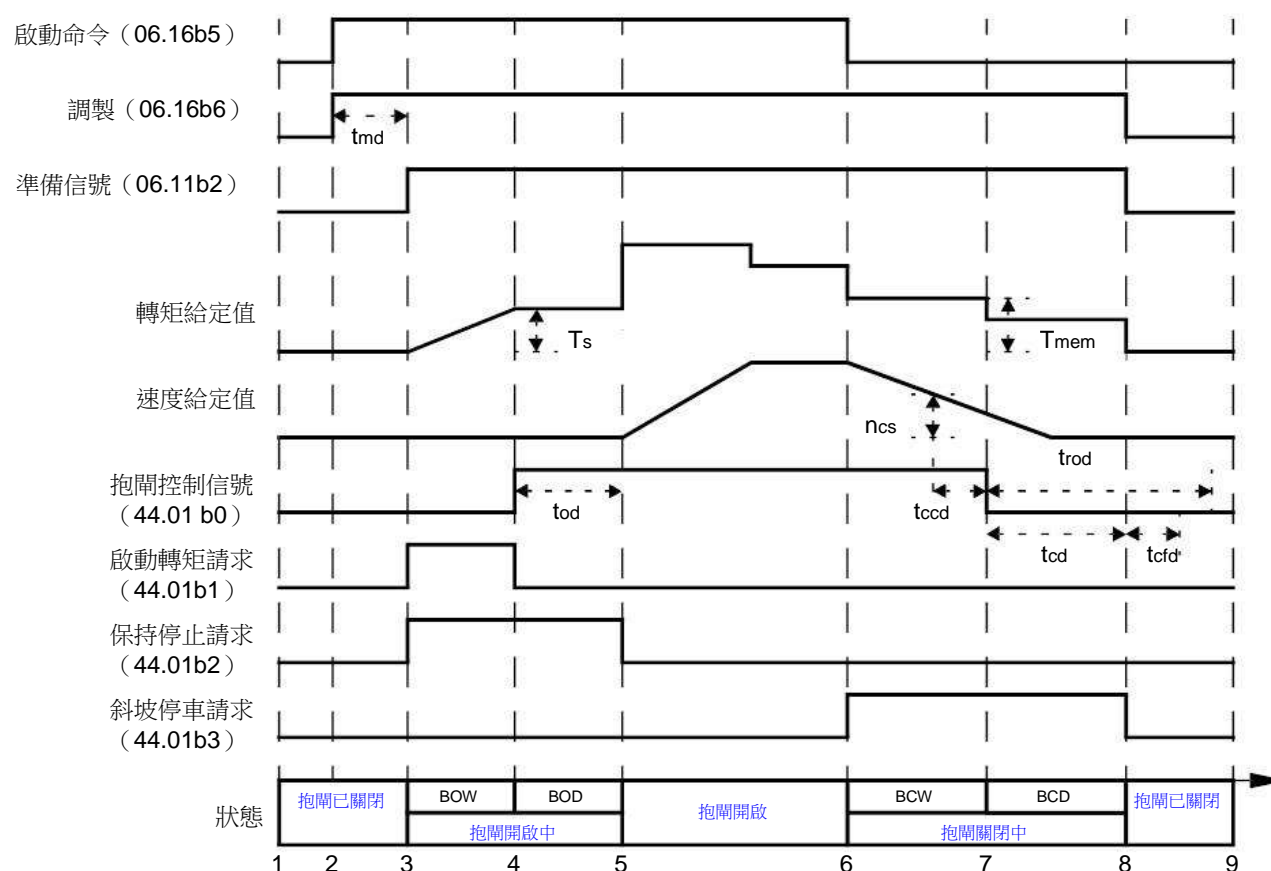 啟動命令（06.16b5）
調製（06.16b6）
tmd
準備信號（06.11b2）
轉矩給定值
Ts
Tmem
速度給定值
ncs
trod
抱閘控制信號
（44.01 b0）
tod
tccd
tcd
tcfd
啟動轉矩請求
（44.01b1）
保持停止請求
（44.01b2）
斜坡停車請求
（44.01b3）
狀態
抱閘已關閉
BOW
BOD
抱閘開啟中
抱閘開啟
BCW
BCD
抱閘關閉中
抱閘已關閉
1 2 3 4 5 6 7 8 9